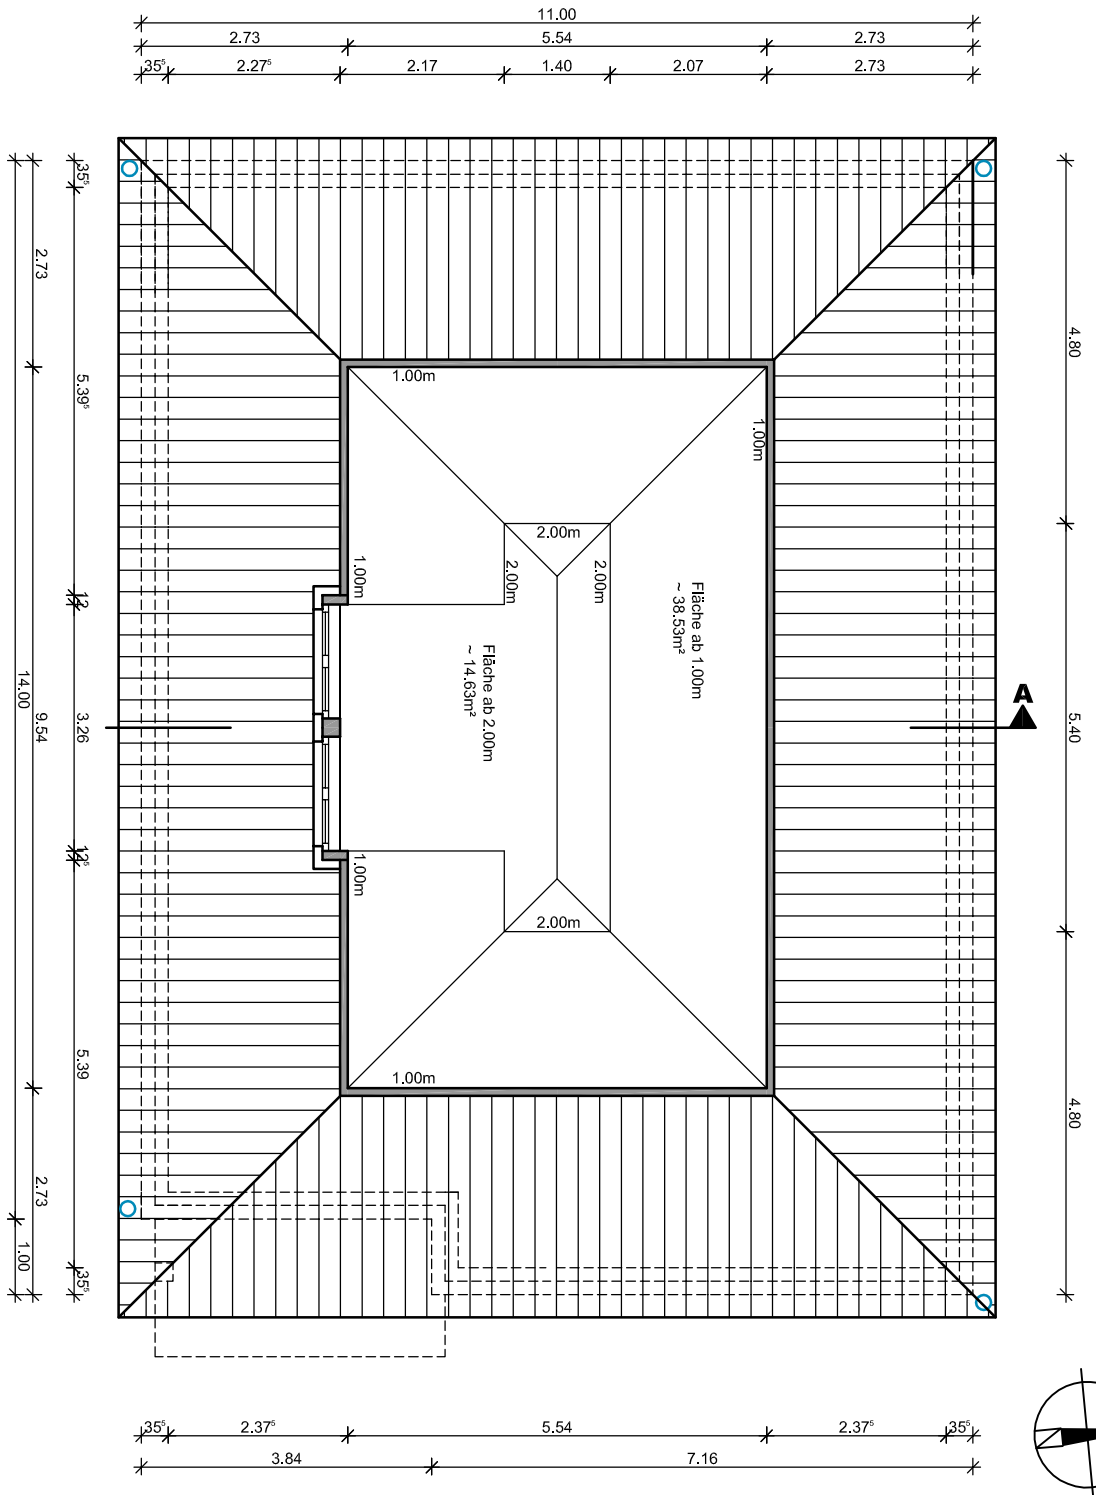 11.00
2.73 5.54 2.73
35⁵ 2.27⁵ 2.17 1.40 2.07 2.73
35⁵
2.73
4.80
1.00m
5.39⁵
1.00m
2.00m
1.00m
2.00m
2.00m
Fläche ab 1.00m
~ 38.53m²
12
Fläche ab 2.00m
~ 14.63m²
14.00
9.54
3.26
A
5.40
12⁵
1.00m
2.00m
5.39
1.00m
4.80
2.73
1.00
35⁵
35⁵ 2.37⁵ 5.54 2.37⁵ 35⁵
3.84 7.16
N